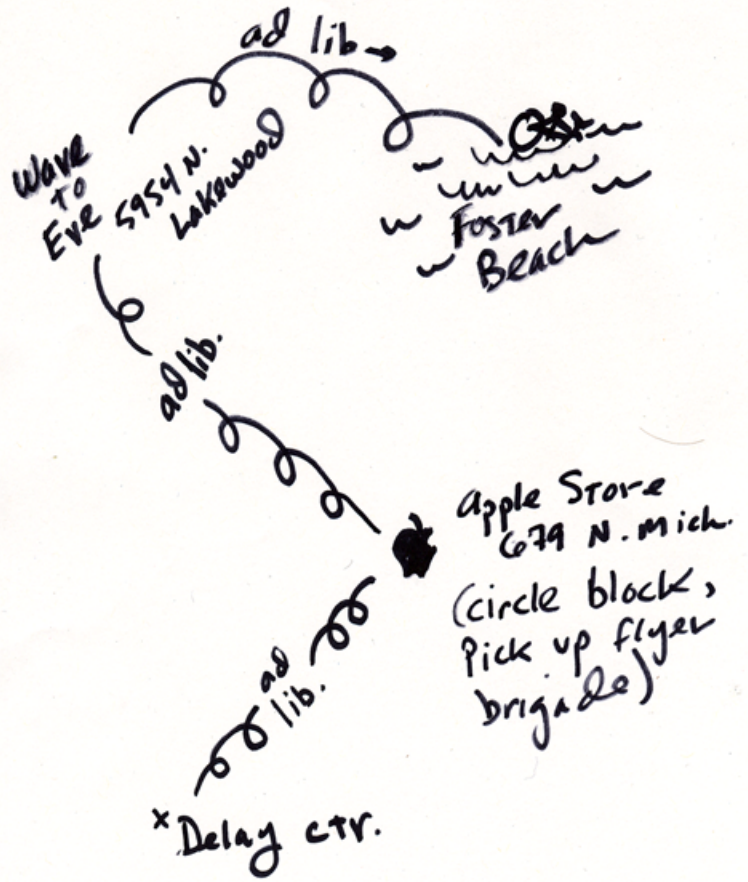 ad lib →
Wave
to
Eve
5954 N.
Lakewood
Foster
Beach
ad lib.
apple Store
679 N. Mich.
(circle block,
Pick up flyer
brigade)
ad
lib.
* Delay ctr.